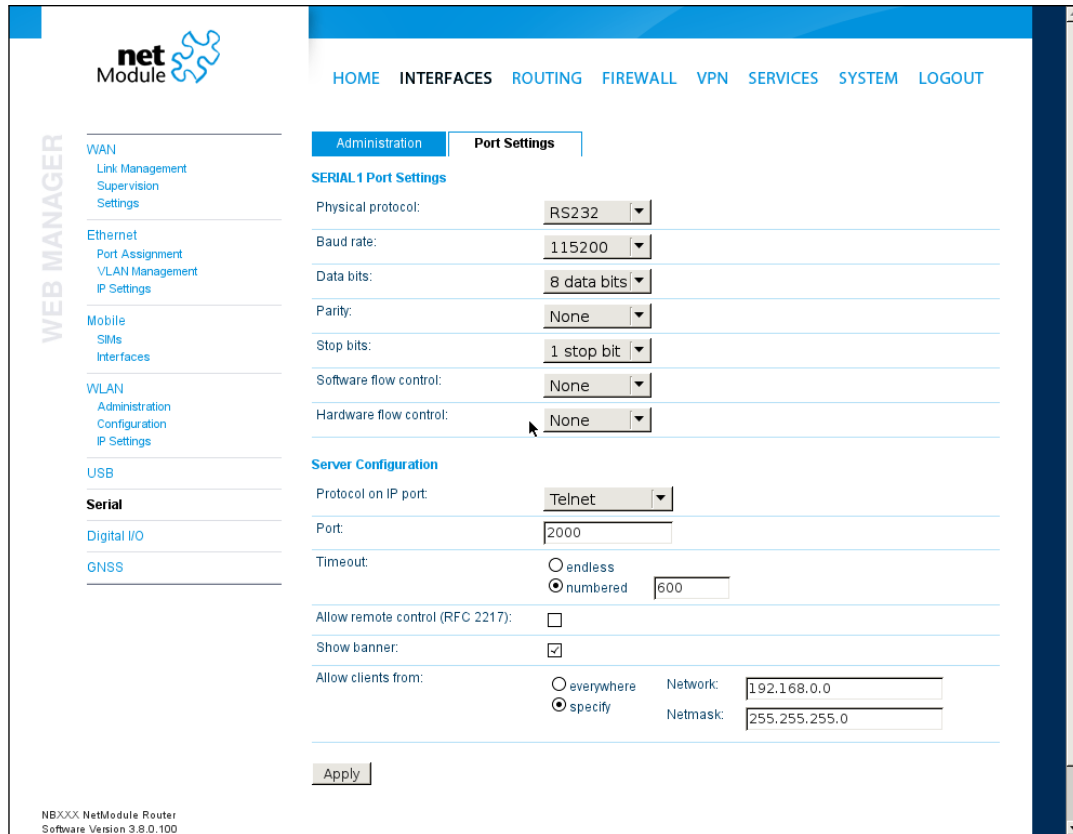 net
Module
HOME INTERFACES ROUTING FIREWALL VPN SERVICES SYSTEM LOGOUT
WEB MANAGER
WAN
Link Management
Supervision
Settings
Ethernet
Port Assignment
VLAN Management
IP Settings
Mobile
SIMs
Interfaces
WLAN
Administration
Configuration
IP Settings
USB
Serial
Digital I/O
GNSS
Administration Port Settings
SERIAL1 Port Settings
Physical protocol: RS232
Baud rate: 115200
Data bits: 8 data bits
Parity: None
Stop bits: 1 stop bit
Software flow control: None
Hardware flow control: None
Server Configuration
Protocol on IP port: Telnet
Port: 2000
Timeout: endless
numbered 600
Allow remote control (RFC 2217):
Show banner:
Allow clients from: everywhere Network: 192.168.0.0
specify Netmask: 255.255.255.0
Apply
NBXXX NetModule Router
Software Version 3.8.0.100